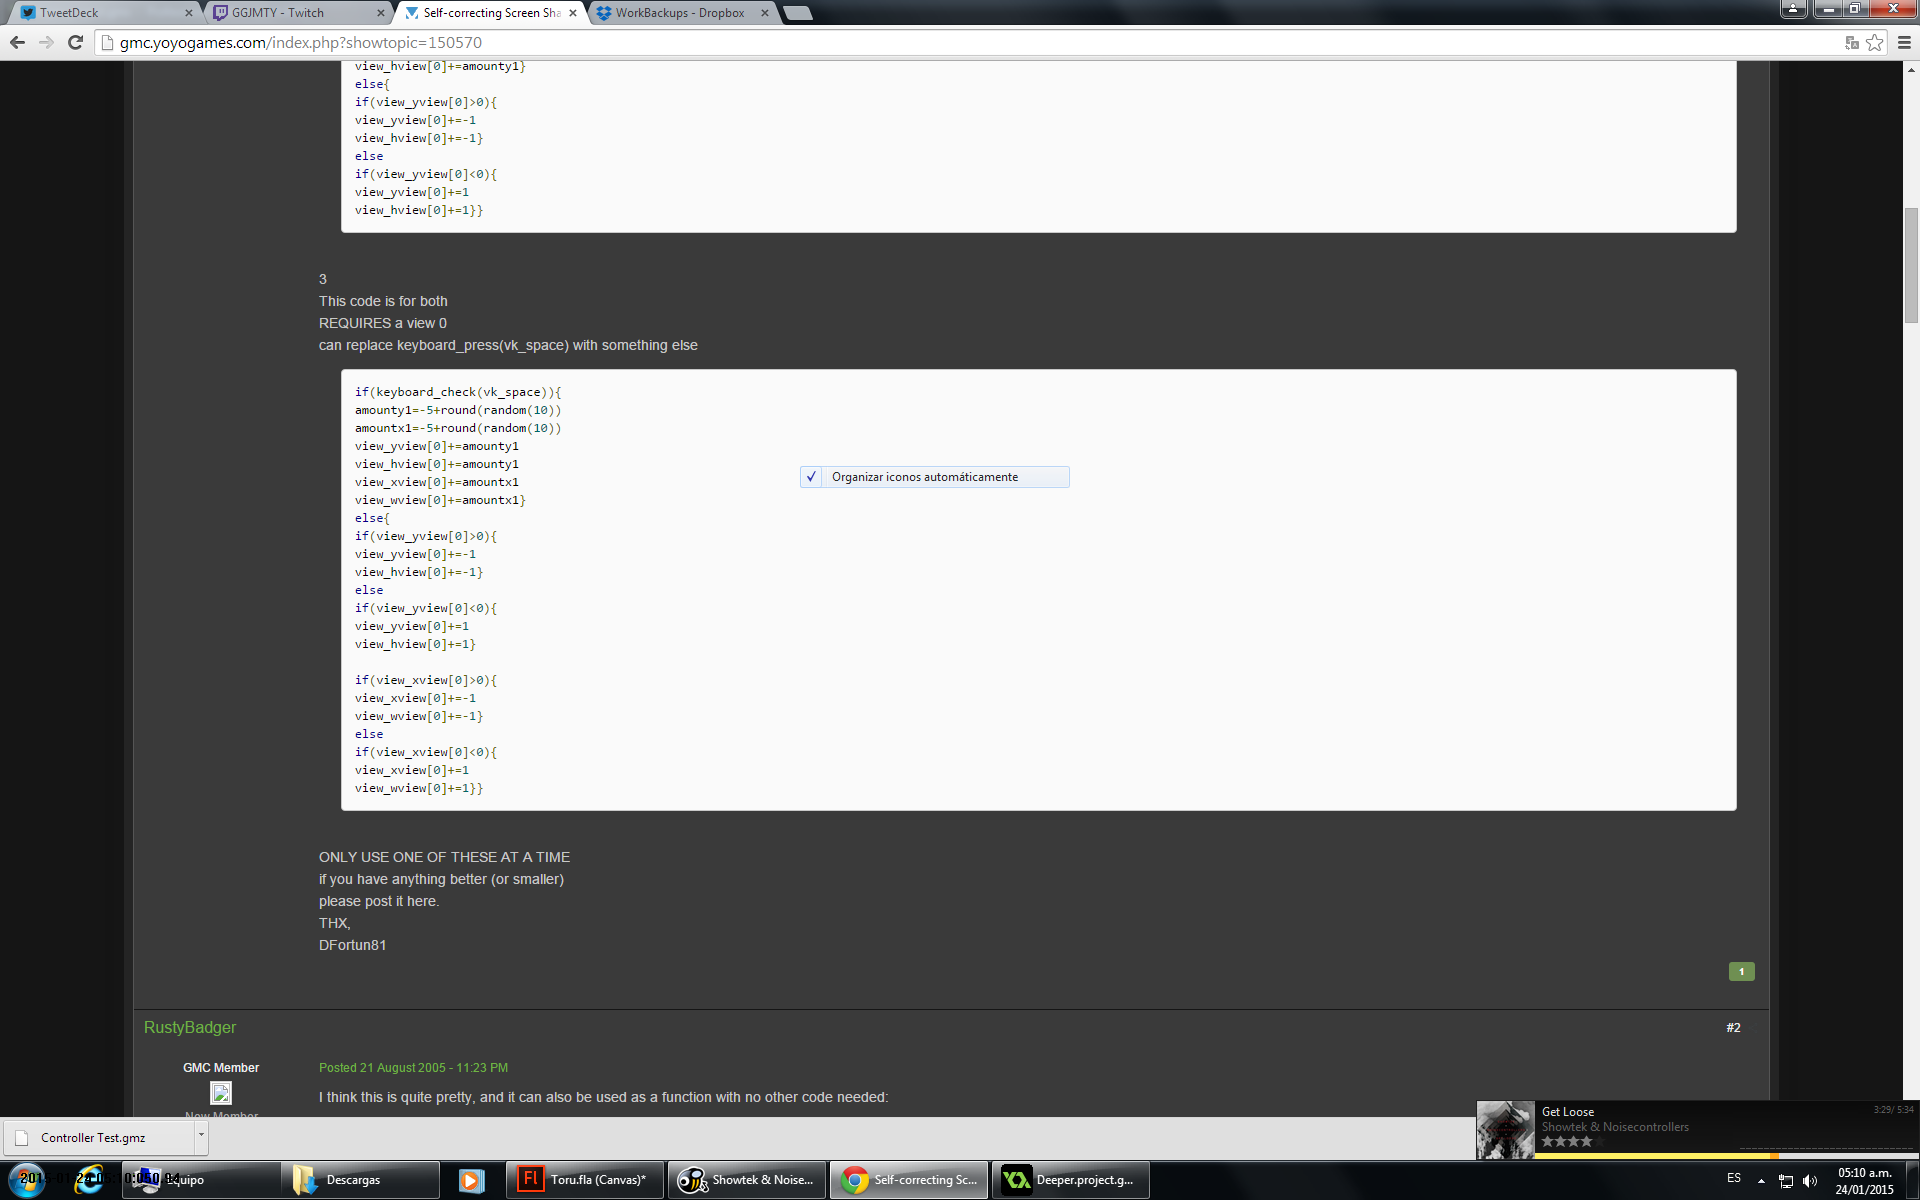 TweetDeck
GGJMTY - Twitch
Self-correcting Screen Sha
WorkBackups - Dropbox
gmc.yoyogames.com/index.php?showtopic=150570
view_hview[0]+=amounty1}
else{
if(view_yview[0]>0){
view_yview[0]+=-1
view_hview[0]+=-1}
else
if(view_yview[0]<0){
view_yview[0]+=1
view_hview[0]+=1}}
3
This code is for both
REQUIRES a view 0
can replace keyboard_press(vk_space) with something else
if(keyboard_check(vk_space)){
amounty1=-5+round(random(10))
amountx1=-5+round(random(10))
view_yview[0]+=amounty1
view_hview[0]+=amounty1
view_xview[0]+=amountx1
view_wview[0]+=amountx1}
else{
if(view_yview[0]>0){
view_yview[0]+=-1
view_hview[0]+=-1}
else
if(view_yview[0]<0){
view_yview[0]+=1
view_hview[0]+=1}
if(view_xview[0]>0){
view_xview[0]+=-1
view_wview[0]+=-1}
else
if(view_xview[0]<0){
view_xview[0]+=1
view_wview[0]+=1}}
Organizar iconos automáticamente
ONLY USE ONE OF THESE AT A TIME
if you have anything better (or smaller)
please post it here.
THX,
DFortun81
1
RustyBadger
#2
GMC Member
Posted 21 August 2005 - 11:23 PM
New Member
I think this is quite pretty, and it can also be used as a function with no other code needed:
Controller Test.gmz
Get Loose
3:29/ 5:34
Showtek & Noisecontrollers
Equipo
Descargas
Toru.fla (Canvas)*
Showtek & Noise...
Self-correcting Sc...
Deeper.project.g...
ES
05:10 a.m.
24/01/2015